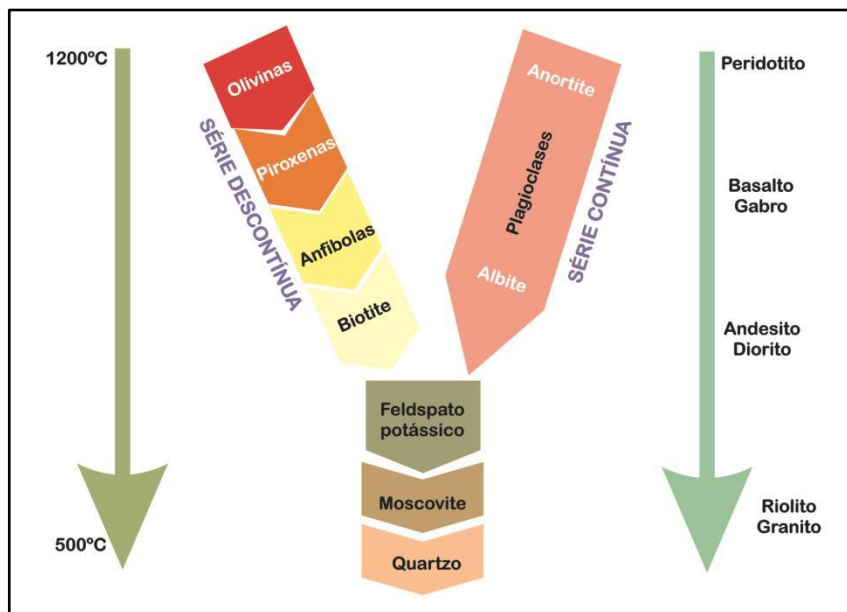 1200ºC
Olivinas
Piroxenas
Anfíbolas
Biotite
SÉRIE DESCONTÍNUA
Anortite
Plagioclases
Albite
SÉRIE CONTÍNUA
Feldspato
potássico
Moscovite
Quartzo
500ºC
Peridotito
Basalto
Gabro
Andesito
Diorito
Riolito
Granito